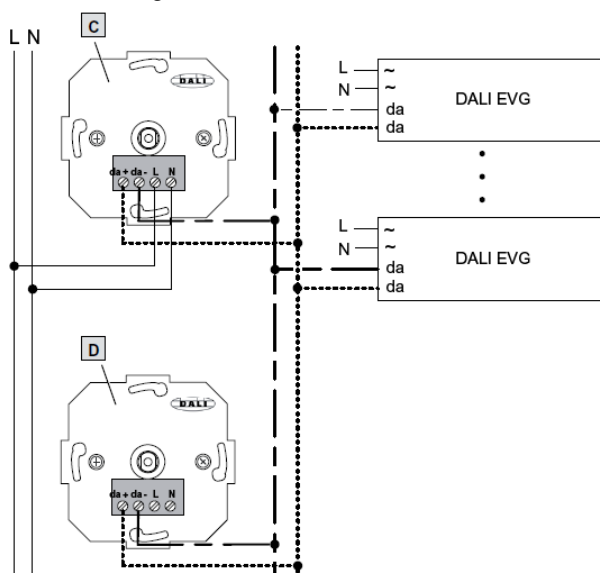 L N
C
DALI
da+ da- L N
L ~
N ~
da
da
DALI EVG
L ~
N ~
da
da
DALI EVG
D
DALI
da+ da- L N